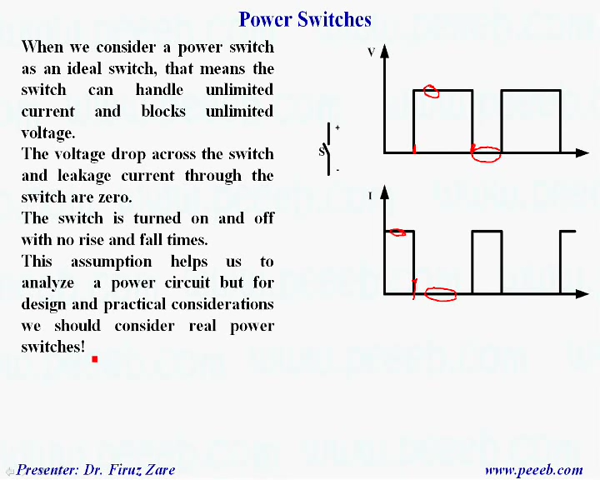 Power Switches
When we consider a power switch
as an ideal switch, that means the
switch can handle unlimited
current and blocks unlimited
voltage.
The voltage drop across the switch
and leakage current through the
switch are zero.
The switch is turned on and off
with no rise and fall times.
This assumption helps us to
analyze a power circuit but for
design and practical considerations
we should consider real power
switches!
V
+
S
-
I
Presenter: Dr. Firuz Zare
www.peeeb.com